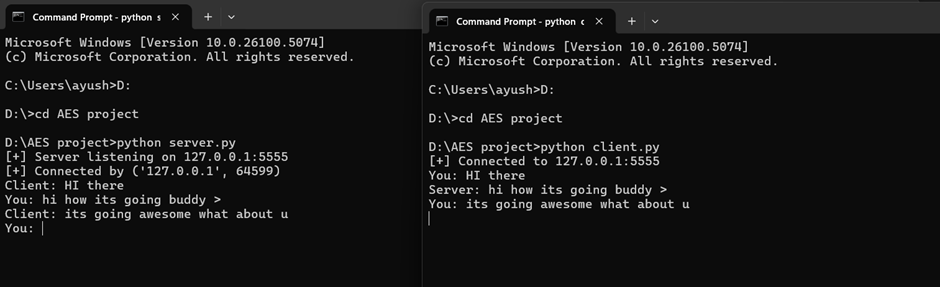 Command Prompt - python s
Microsoft Windows [Version 10.0.26100.5074]
(c) Microsoft Corporation. All rights reserved.
C:\Users\ayush>D:
D:\>cd AES project
D:\AES project>python server.py
[+] Server listening on 127.0.0.1:5555
[+] Connected by ('127.0.0.1', 64599)
Client: HI there
You: hi how its going buddy >
Client: its going awesome what about u
You:
Command Prompt - python c
Microsoft Windows [Version 10.0.26100.5074]
(c) Microsoft Corporation. All rights reserved.
C:\Users\ayush>D:
D:\>cd AES project
D:\AES project>python client.py
[+] Connected to 127.0.0.1:5555
You: HI there
Server: hi how its going buddy >
You: its going awesome what about u